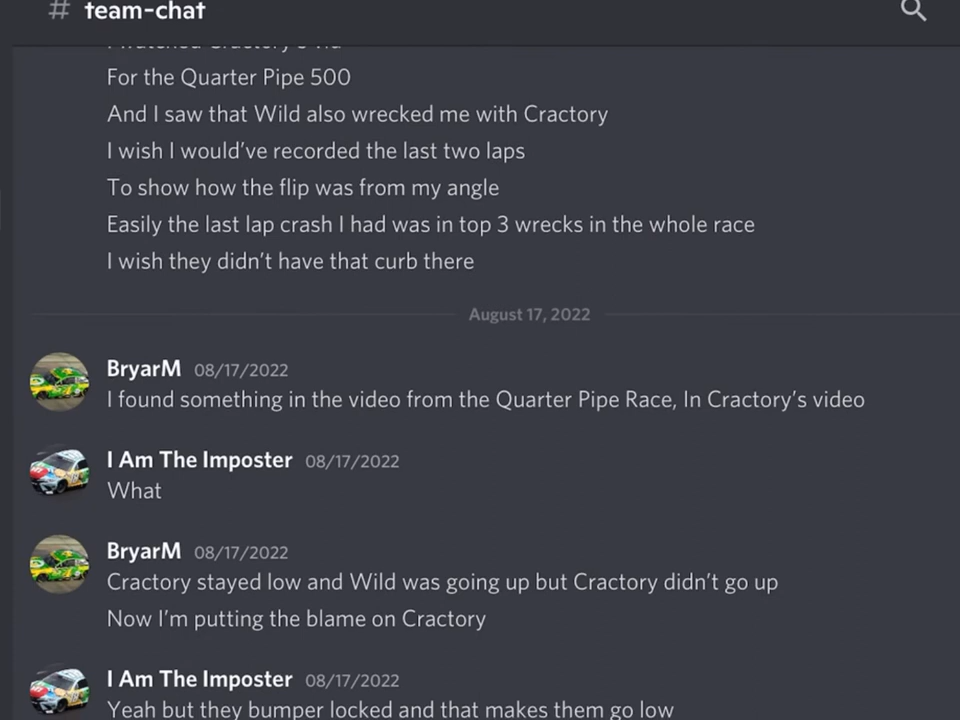 # team-chat
For the Quarter Pipe 500
And I saw that Wild also wrecked me with Cractory
I wish I would've recorded the last two laps
To show how the flip was from my angle
Easily the last lap crash I had was in top 3 wrecks in the whole race
I wish they didn't have that curb there
August 17, 2022
BryarM 08/17/2022
I found something in the video from the Quarter Pipe Race, In Cractory's video
I Am The Imposter 08/17/2022
What
BryarM 08/17/2022
Cractory stayed low and Wild was going up but Cractory didn't go up
Now I'm putting the blame on Cractory
I Am The Imposter 08/17/2022
Yeah but they bumper locked and that makes them go low